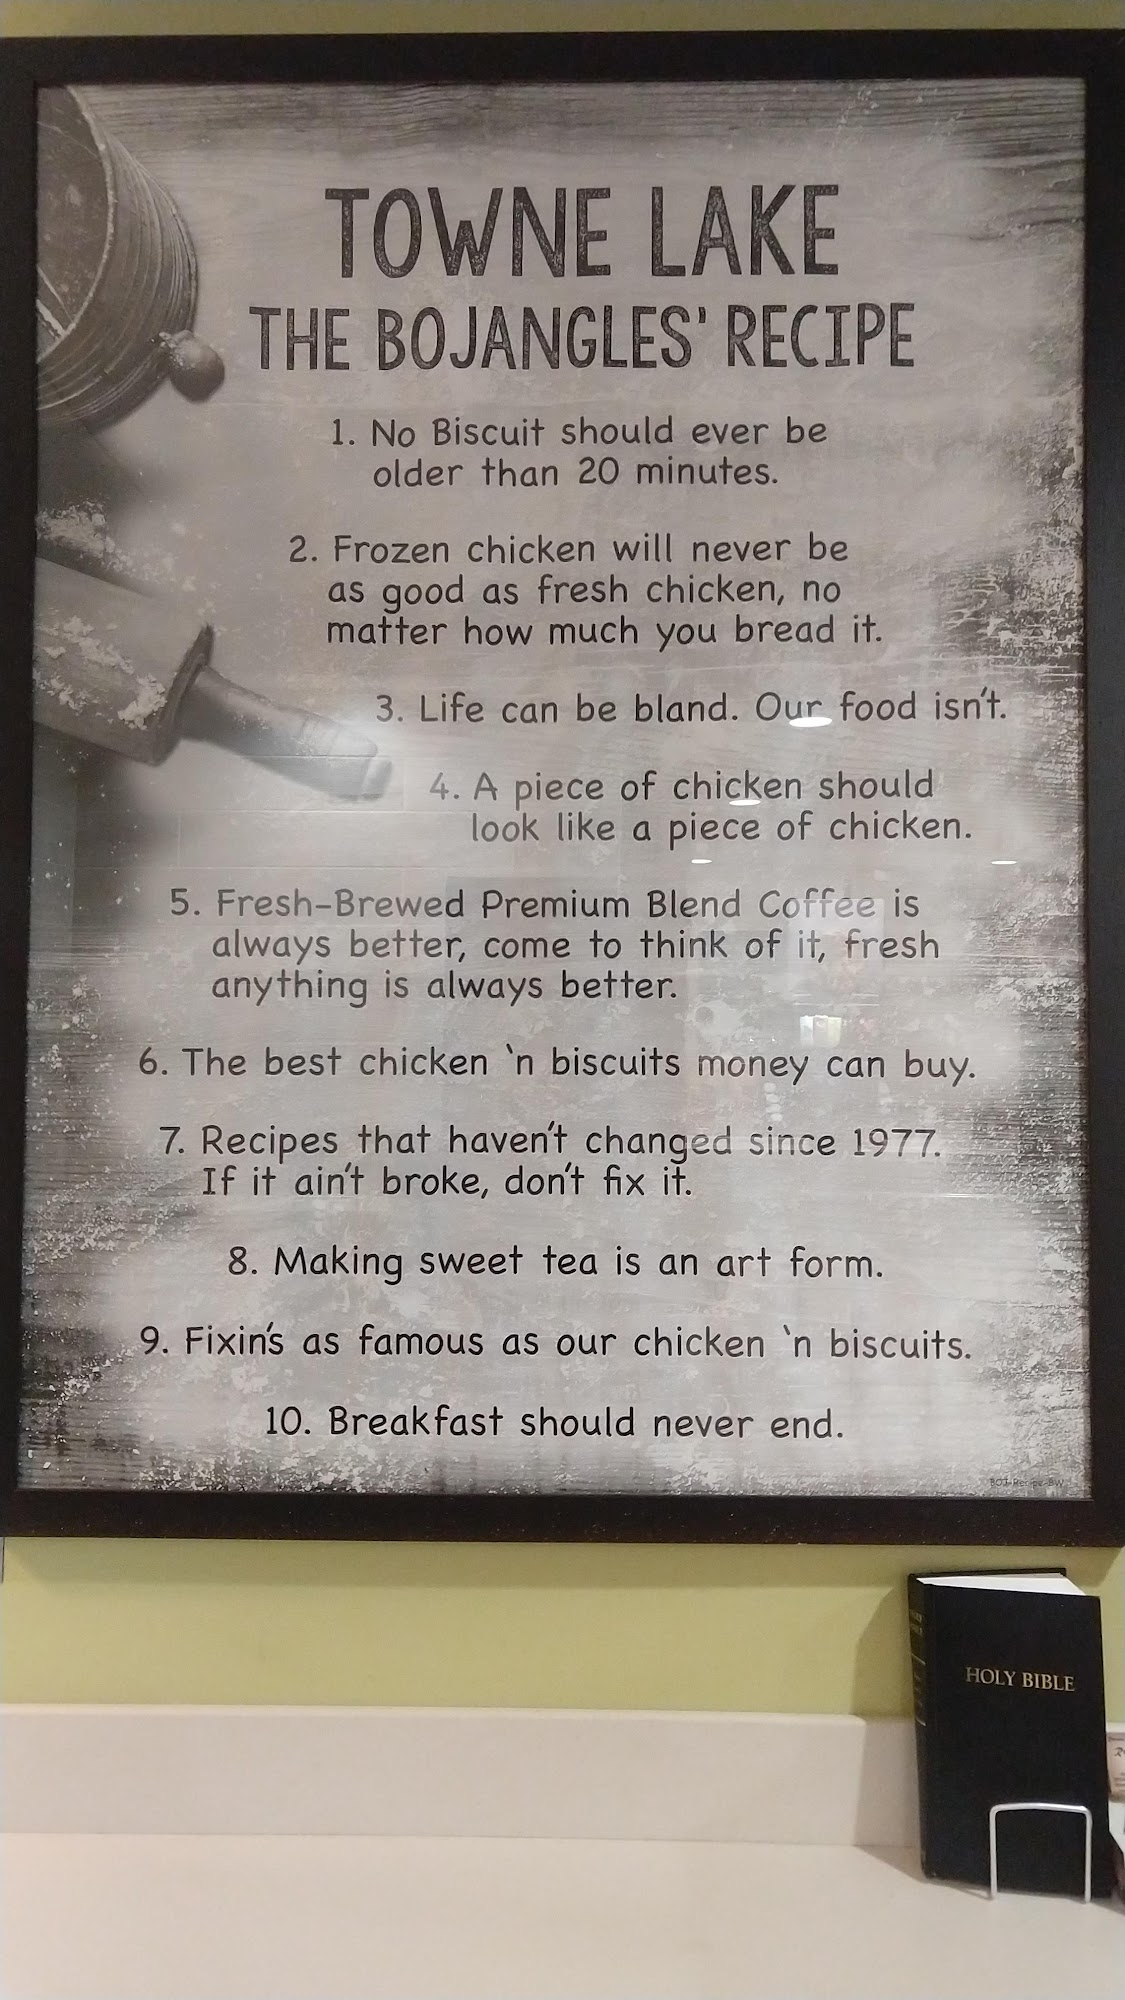 TOWNE LAKE
THE BOJANGLES' RECIPE
1. No Biscuit should ever be
older than 20 minutes.
2. Frozen chicken will never be
as good as fresh chicken, no
matter how much you bread it.
3. Life can be bland. Our food isn't.
4. A piece of chicken should
look like a piece of chicken.
5. Fresh-Brewed Premium Blend Coffee is
always better, come to think of it, fresh
anything is always better.
6. The best chicken 'n biscuits money can buy.
7. Recipes that haven't changed since 1977.
If it ain't broke, don't fix it.
8. Making sweet tea is an art form.
9. Fixin's as famous as our chicken 'n biscuits.
10. Breakfast should never end.
BOJ-Recipe-BW
HOLY BIBLE